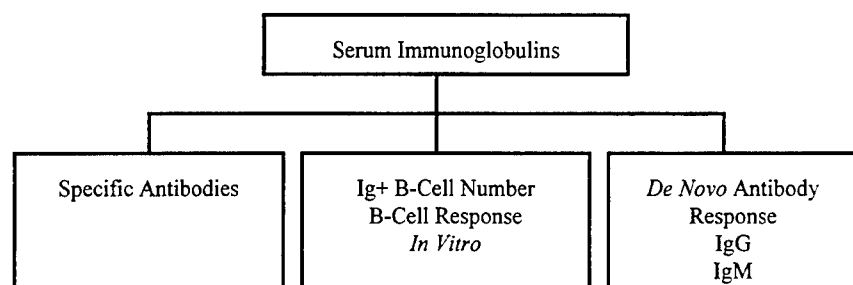 Serum Immunoglobulins
Specific Antibodies
Ig+ B-Cell Number
B-Cell Response
In Vitro
De Novo Antibody
Response
IgG
IgM